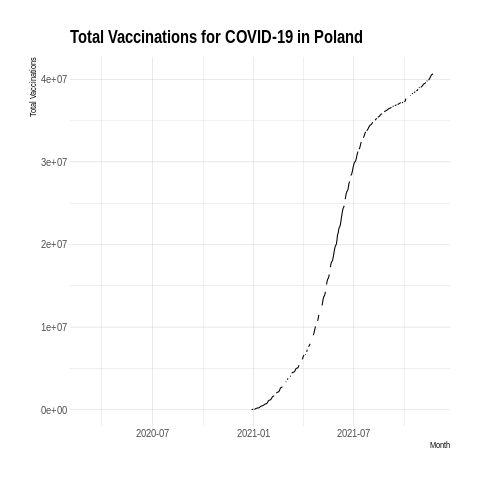 Total Vaccinations for COVID-19 in Poland
Total Vaccinations
4e+07
3e+07
2e+07
1e+07
0e+00
2020-07 2021-01 2021-07
Month